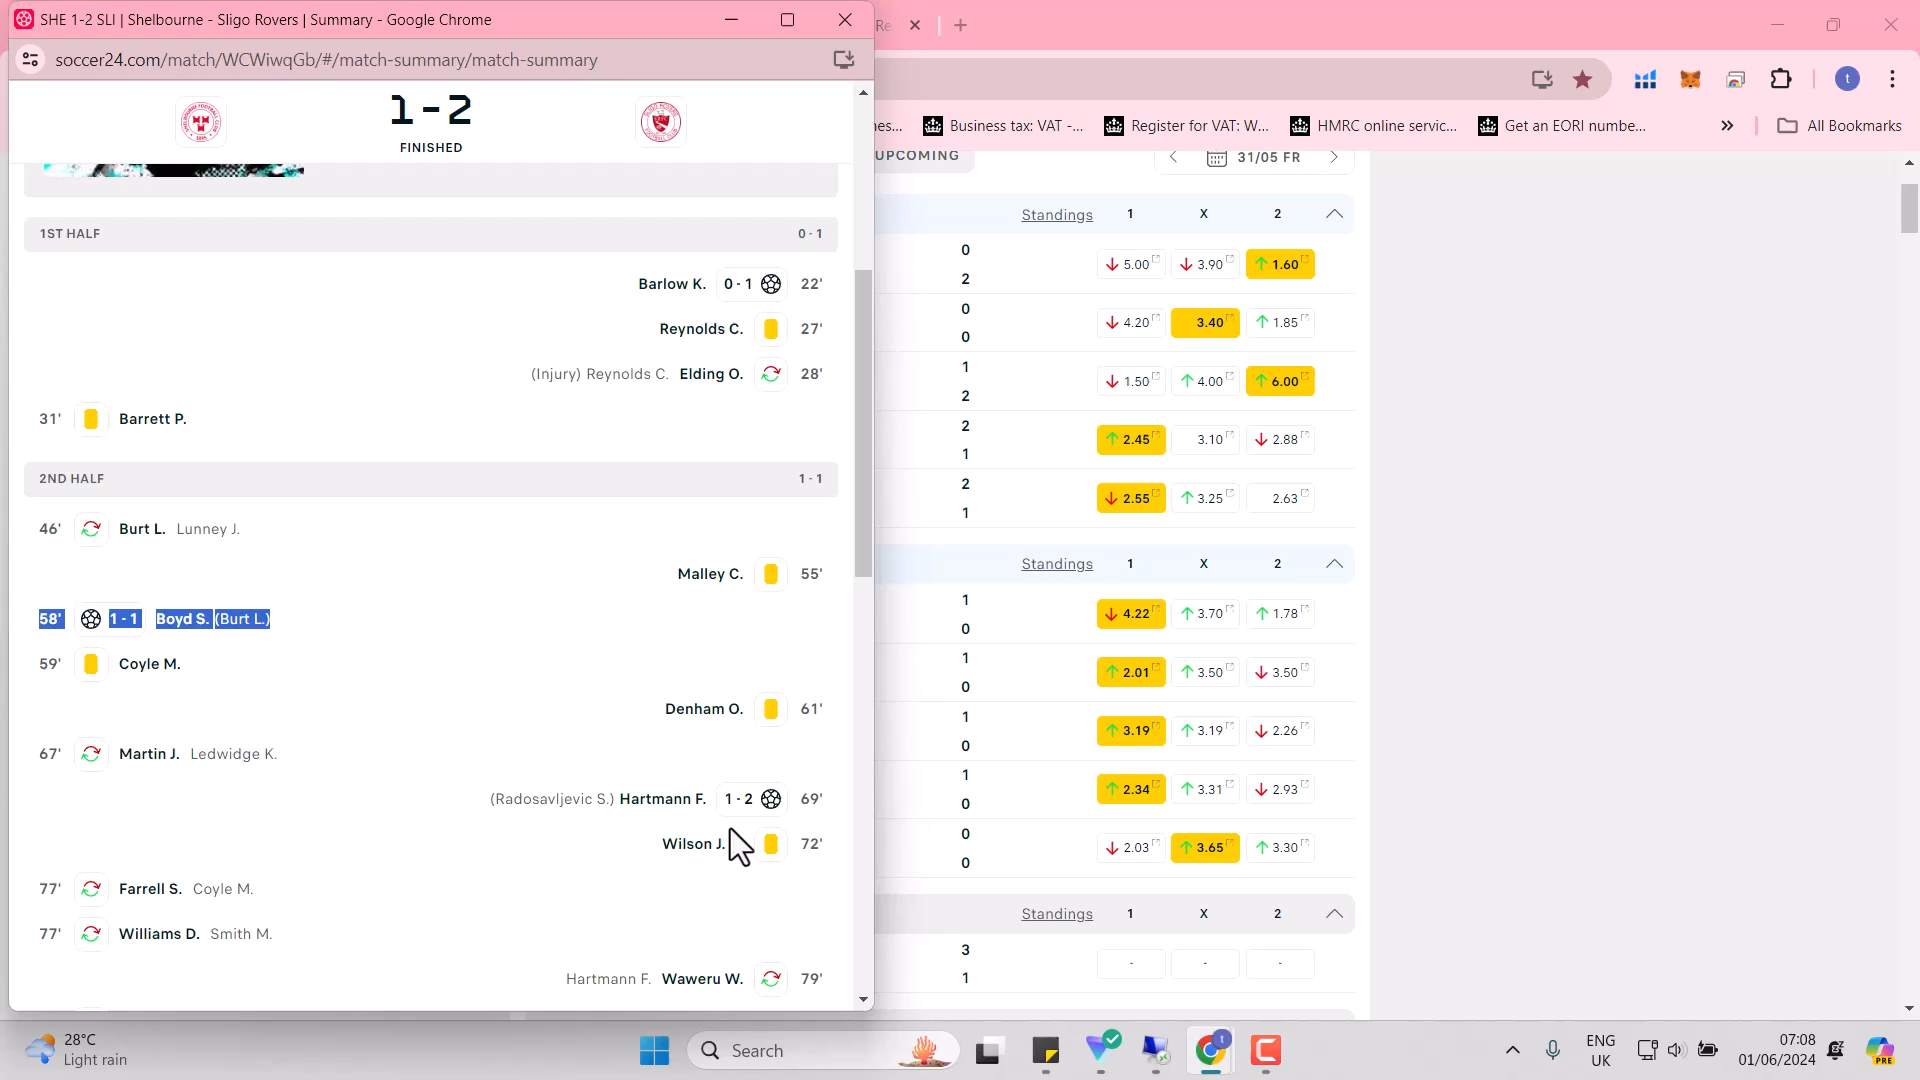 SHE 1-2 SLI | Shelbourne - Sligo Rovers | Summary - Google Chrome
soccer24.com/match/WCWiwqGb/#/match-summary/match-summary
1-2
FINISHED
1ST HALF 0 - 1
Barlow K. 0 - 1 22'
Reynolds C. 27'
(Injury) Reynolds C. Elding O. 28'
31' Barrett P.
2ND HALF 1 - 1
46' Burt L. Lunney J.
Malley C. 55'
58' 1 - 1 Boyd S. (Burt L.)
59' Coyle M.
Denham O. 61'
67' Martin J. Ledwidge K.
(Radosavljevic S.) Hartmann F. 1 - 2 69'
Wilson J. 72'
77' Farrell S. Coyle M.
77' Williams D. Smith M.
Hartmann F. Waweru W. 79'
Re
t
nes... Business tax: VAT -... Register for VAT: W... HMRC online servic... Get an EORI numbe... » All Bookmarks
UPCOMING 31/05 FR
Standings 1 X 2
0
2
5.00 3.90 1.60
0
0
4.20 3.40 1.85
1
2
1.50 4.00 6.00
2
1
2.45 3.10 2.88
2
1
2.55 3.25 2.63
Standings 1 X 2
1
0
4.22 3.70 1.78
1
0
2.01 3.50 3.50
1
0
3.19 3.19 2.26
1
0
2.34 3.31 2.93
0
0
2.03 3.65 3.30
Standings 1 X 2
3
1
- - -
28°C
Light rain
Search
t
ENG
UK
07:08
01/06/2024
PRE